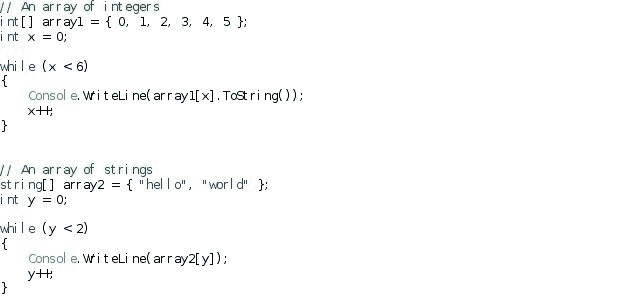 // An array of integers
int[] array1 = { 0, 1, 2, 3, 4, 5 };
int x = 0;
while (x < 6)
{
Console.WriteLine(array1[x].ToString());
x++;
}
// An array of strings
string[] array2 = { "hello", "world" };
int y = 0;
while (y < 2)
{
Console.WriteLine(array2[y]);
y++;
}